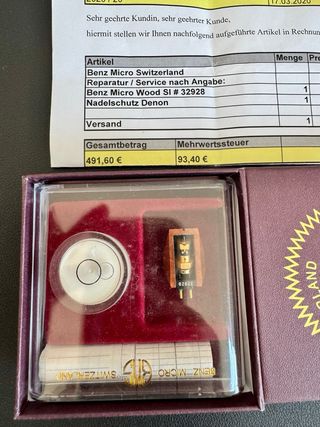 17.03.2020
Sehr geehrte Kundin, sehr geehrter Kunde,
hiermit stellen wir Ihnen nachfolgend aufgeführte Artikel in Rechnun
Artikel Menge Pre
Benz Micro Switzerland
Reparatur / Service nach Angabe:
Benz Micro Wood Sl # 32928 1
Nadelschutz Denon 1
Versand 1
Gesamtbetrag Mehrwertssteuer
491,60 € 93,40 €
BENZ MICRO
SWITZERLAND
LAND